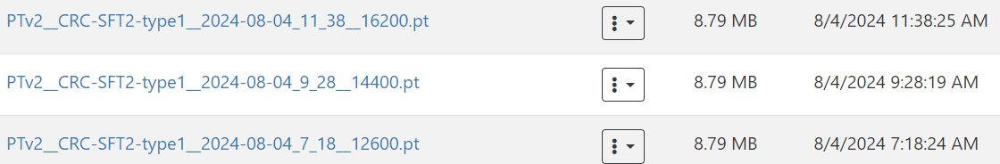 PTv2__CRC-SFT2-type1__2024-08-04_11_38__16200.pt 8.79 MB 8/4/2024 11:38:25 AM
PTv2__CRC-SFT2-type1__2024-08-04_9_28__14400.pt 8.79 MB 8/4/2024 9:28:19 AM
PTv2__CRC-SFT2-type1__2024-08-04_7_18__12600.pt 8.79 MB 8/4/2024 7:18:24 AM